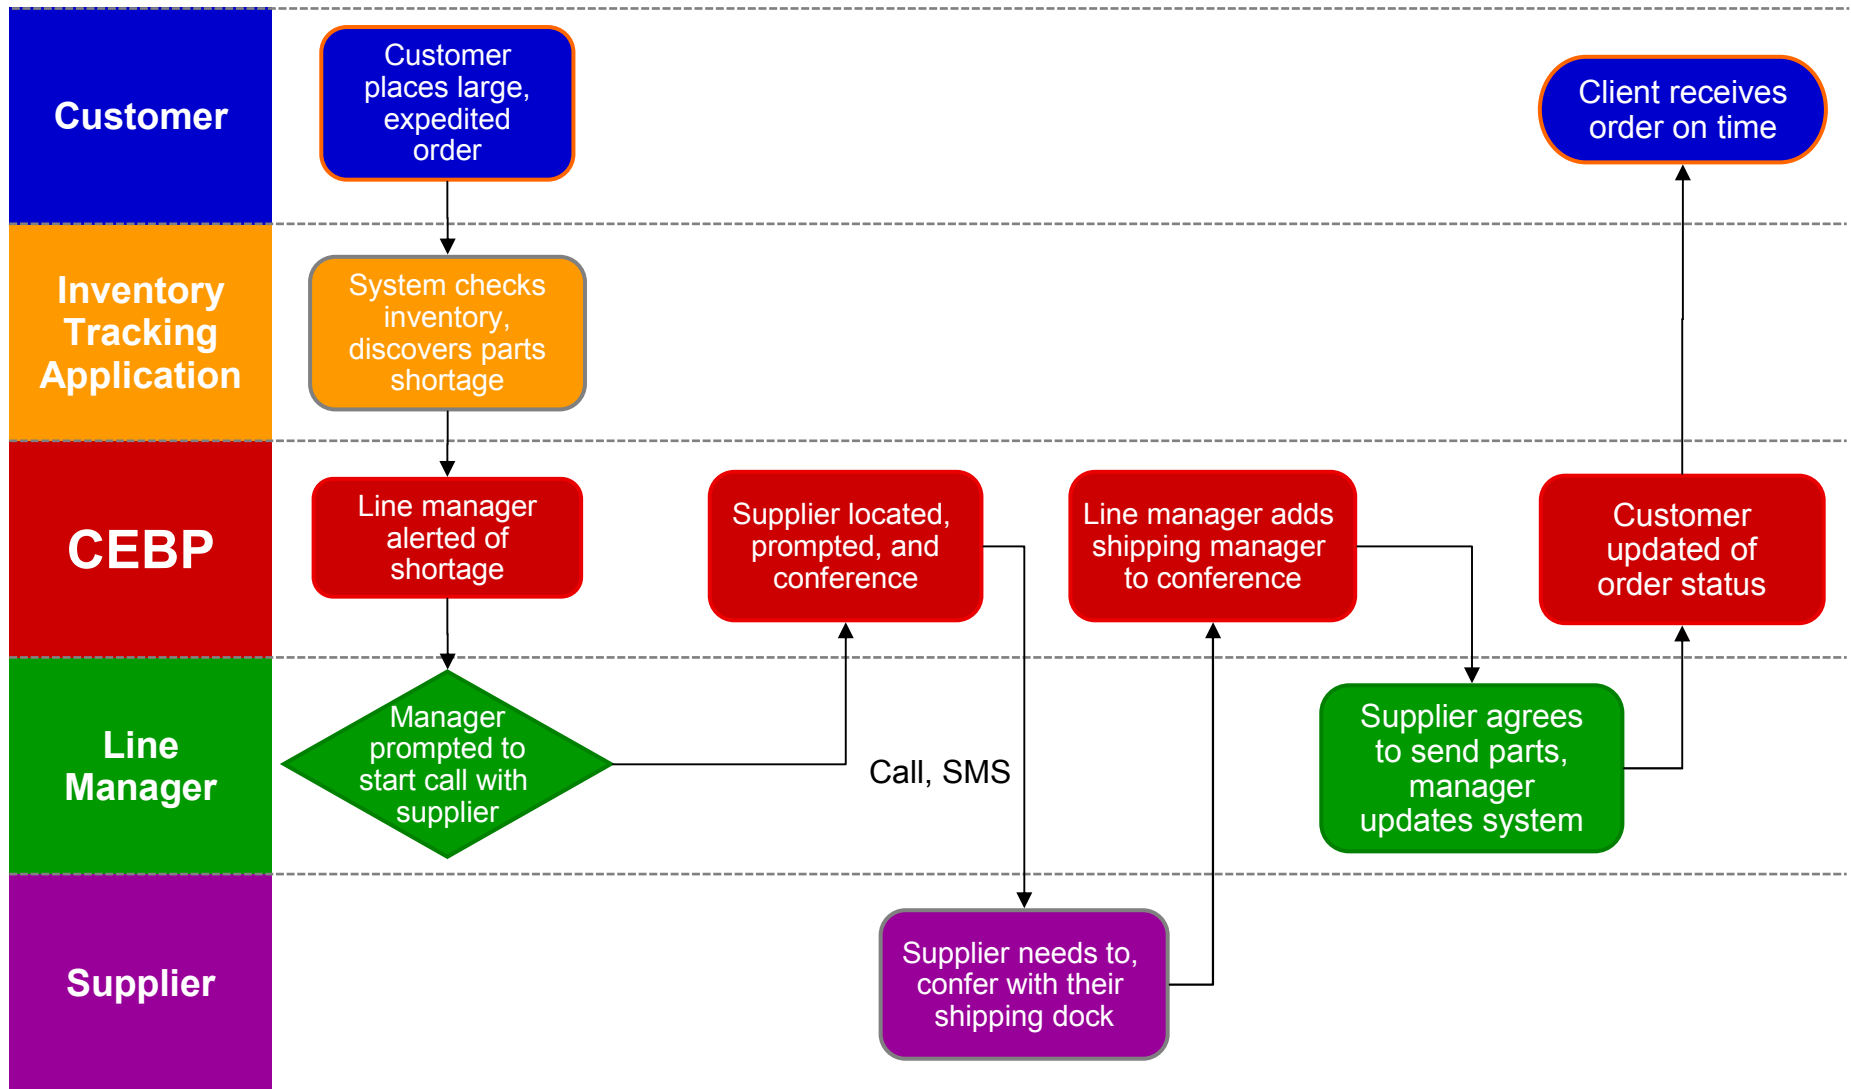 Customer
Customer
places large,
expedited
order
Client receives
order on time
Inventory
Tracking
Application
System checks
inventory,
discovers parts
shortage
CEBP
Line manager
alerted of
shortage
Supplier located,
prompted, and
conference
Line manager adds
shipping manager
to conference
Customer
updated of
order status
Line
Manager
Manager
prompted to
start call with
supplier
Call, SMS
Supplier agrees
to send parts,
manager
updates system
Supplier
Supplier needs to,
confer with their
shipping dock